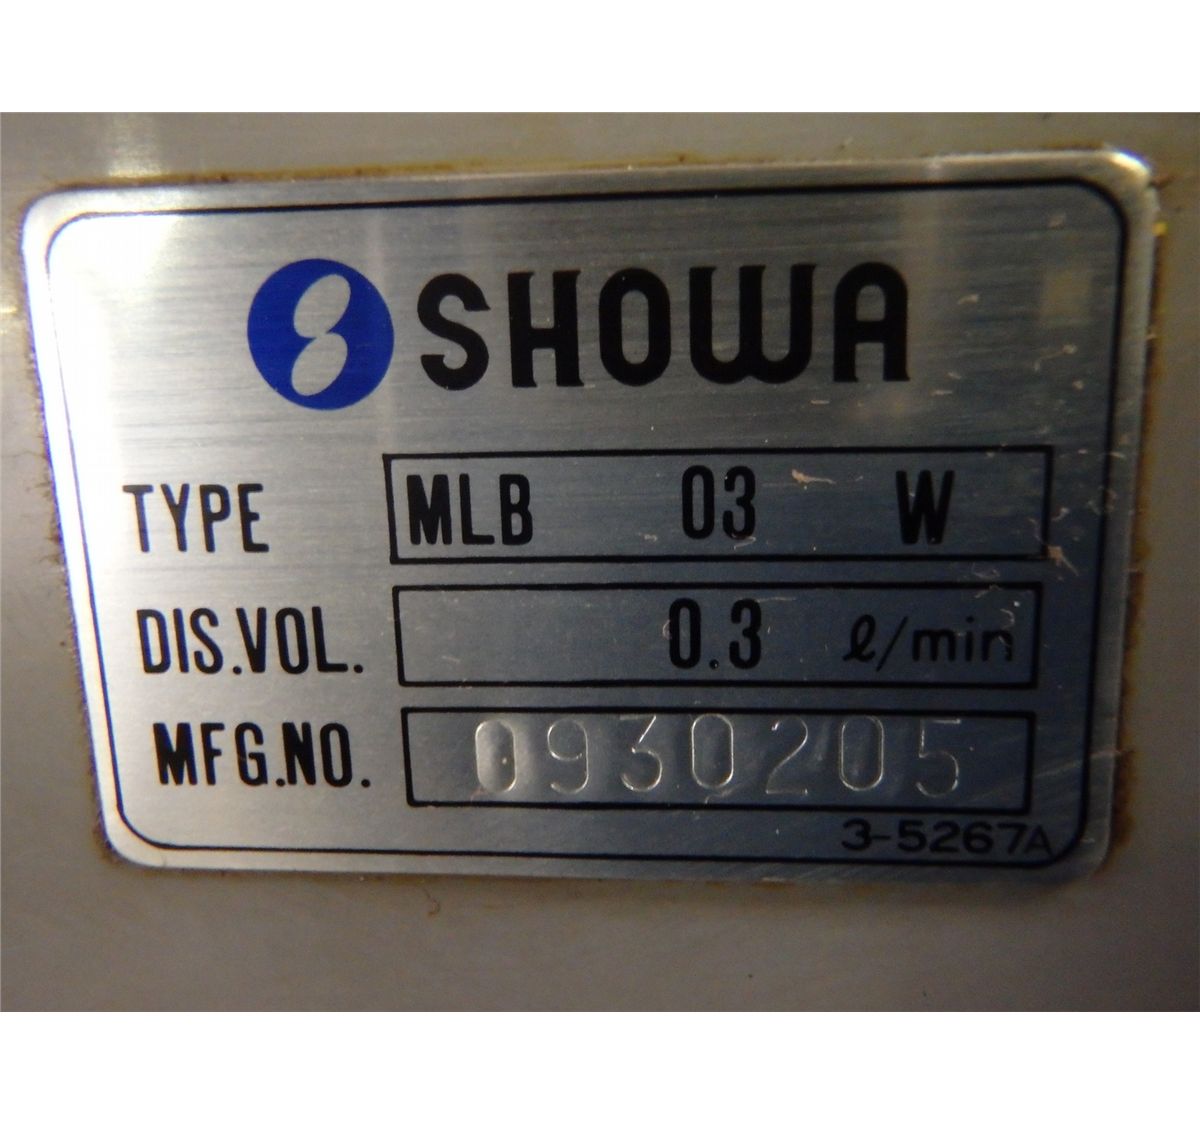 SHOWA
TYPE MLB 03 W
DIS.VOL. 0.3 ℓ/min
MFG.NO. 0930205
3-5267A